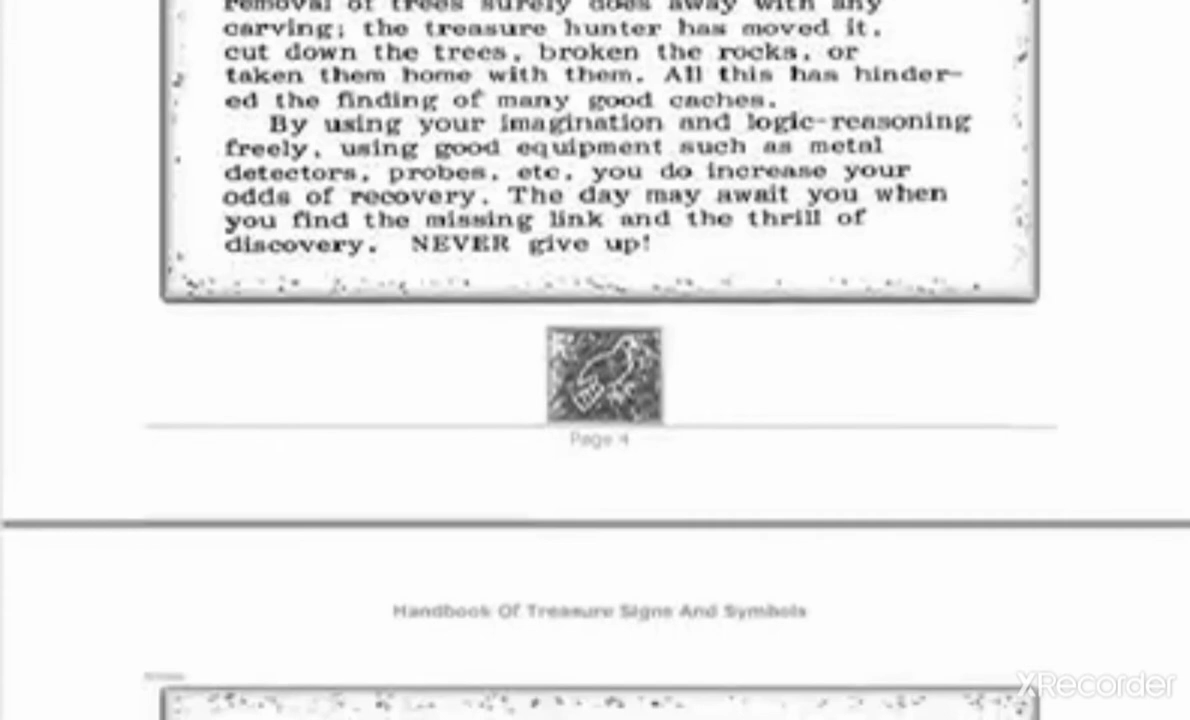 removal of trees surely does away with any
carving; the treasure hunter has moved it,
cut down the trees, broken the rocks, or
taken them home with them. All this has hinder-
ed the finding of many good caches.
By using your imagination and logic-reasoning
freely, using good equipment such as metal
detectors, probes, etc, you do increase your
odds of recovery. The day may await you when
you find the missing link and the thrill of
discovery. NEVER give up!
Page 4
Handbook Of Treasure Signs And Symbols
XRecorder